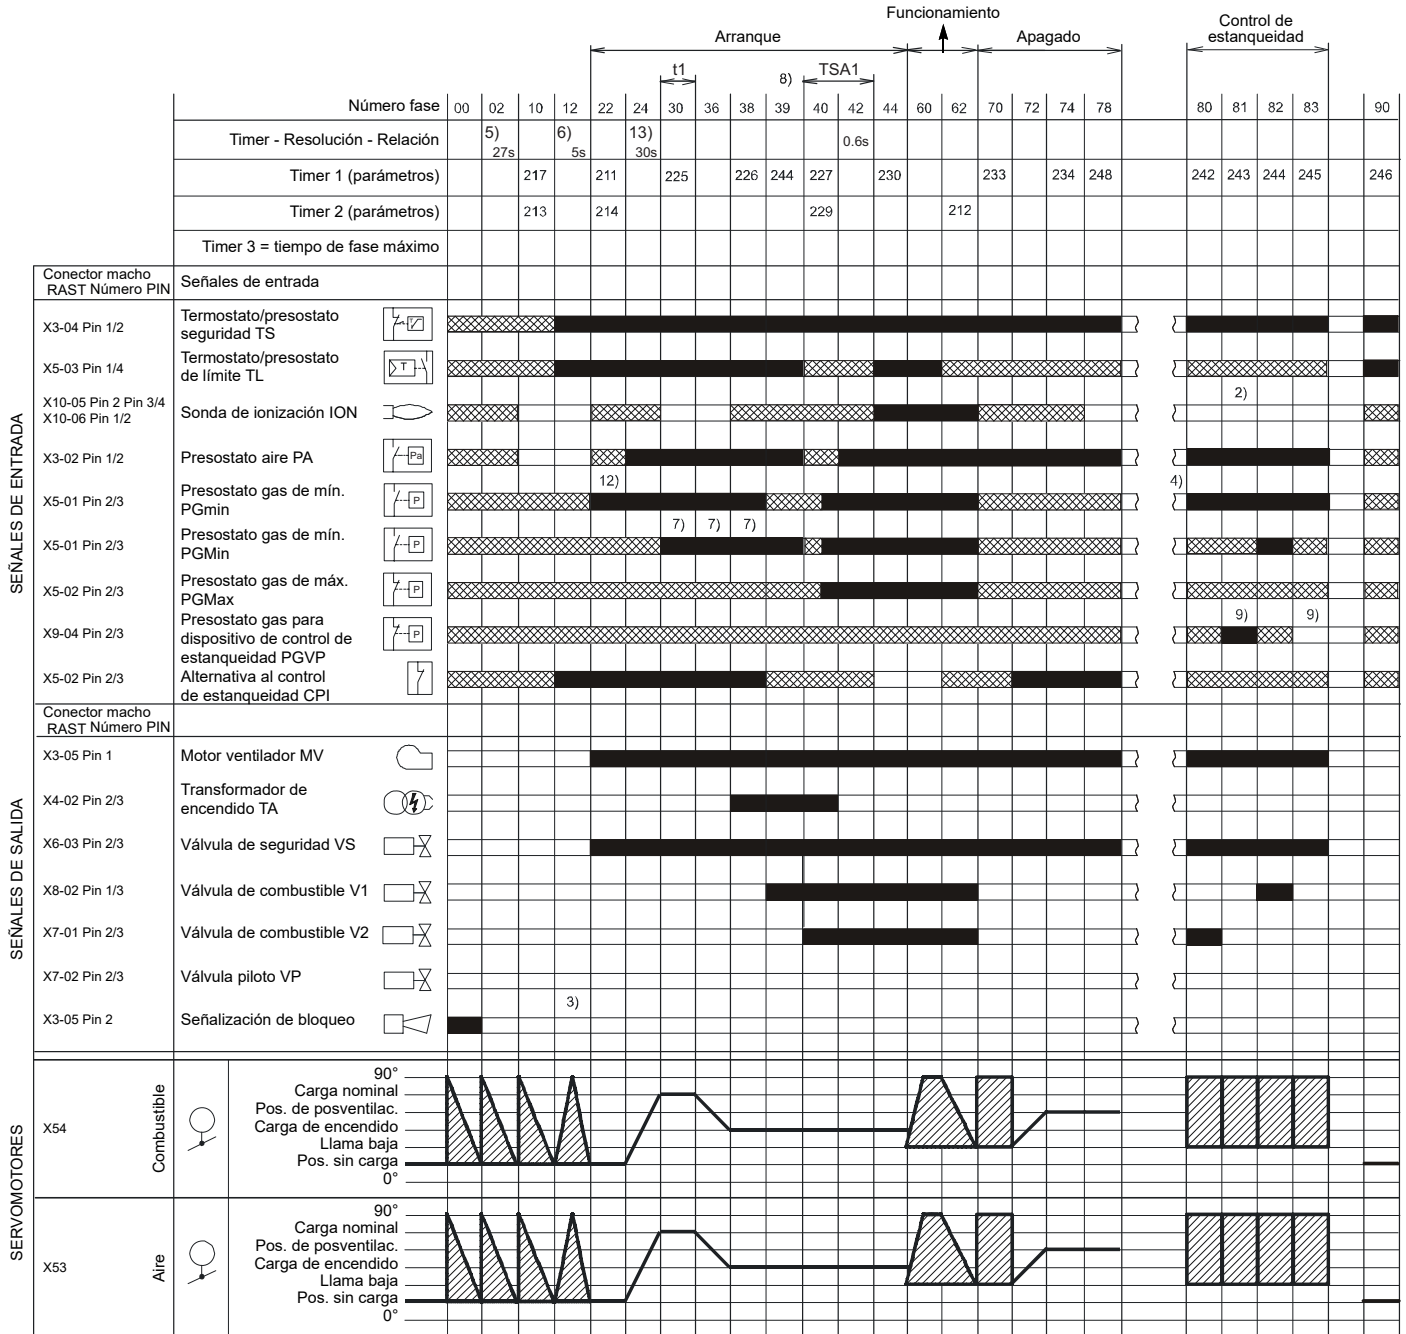 Funcionamiento
Arranque
Apagado
Control de
estanqueidad
t1
8)
TSA1
Número fase 00 02 10 12 22 24 30 36 38 39 40 42 44 60 62 70 72 74 78 80 81 82 83 90
Timer - Resolución - Relación 5) 27s 6) 5s 13) 30s 0.6s
Timer 1 (parámetros) 217 211 225 226 244 227 230 233 234 248 242 243 244 245 246
Timer 2 (parámetros) 213 214 229 212
Timer 3 = tiempo de fase máximo
Conector macho
RAST Número PIN
Señales de entrada
SEÑALES DE ENTRADA
X3-04 Pin 1/2
Termostato/presostato
seguridad TS
X5-03 Pin 1/4
Termostato/presostato
de límite TL
T
X10-05 Pin 2 Pin 3/4
X10-06 Pin 1/2
Sonda de ionización ION
2)
X3-02 Pin 1/2
Presostato aire PA
Pa
X5-01 Pin 2/3
Presostato gas de mín.
PGmin
P
12)
4)
X5-01 Pin 2/3
Presostato gas de mín.
PGMin
P
7) 7) 7)
X5-02 Pin 2/3
Presostato gas de máx.
PGMax
P
X9-04 Pin 2/3
Presostato gas para
dispositivo de control de
estanqueidad PGVP
P
9) 9)
X5-02 Pin 2/3
Alternativa al control
de estanqueidad CPI
Conector macho
RAST Número PIN
SEÑALES DE SALIDA
X3-05 Pin 1
Motor ventilador MV
X4-02 Pin 2/3
Transformador de
encendido TA
X6-03 Pin 2/3
Válvula de seguridad VS
X8-02 Pin 1/3
Válvula de combustible V1
X7-01 Pin 2/3
Válvula de combustible V2
X7-02 Pin 2/3
Válvula piloto VP
3)
X3-05 Pin 2
Señalización de bloqueo
SERVOMOTORES
X54
Combustible
90°
Carga nominal
Pos. de posventilac.
Carga de encendido
Llama baja
Pos. sin carga
0°
X53
Aire
90°
Carga nominal
Pos. de posventilac.
Carga de encendido
Llama baja
Pos. sin carga
0°